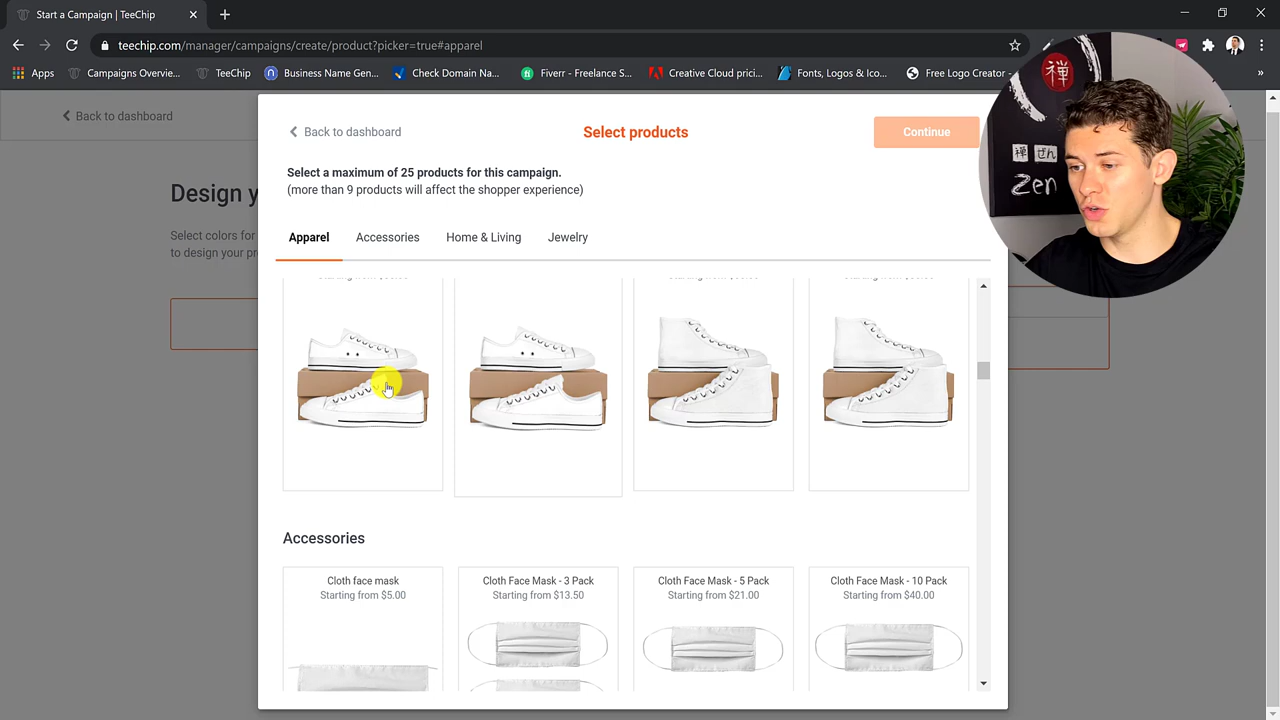 Start a Campaign | TeeChip
teechip.com/manager/campaigns/create/product?picker=true#apparel
Apps
Campaigns Overvie...
TeeChip
Business Name Gen...
Check Domain Na...
Fiverr - Freelance S...
Creative Cloud prici...
Fonts, Logos & Ico...
Free Logo Creator -
»
Back to dashboard
Back to dashboard
Select products
Continue
Design y
Select colors for
to design your pr
Select a maximum of 25 products for this campaign.
(more than 9 products will affect the shopper experience)
Apparel
Accessories
Home & Living
Jewelry
Accessories
Cloth face mask
Starting from $5.00
Cloth Face Mask - 3 Pack
Starting from $13.50
Cloth Face Mask - 5 Pack
Starting from $21.00
Cloth Face Mask - 10 Pack
Starting from $40.00
禅
禅 ぜん
Zen